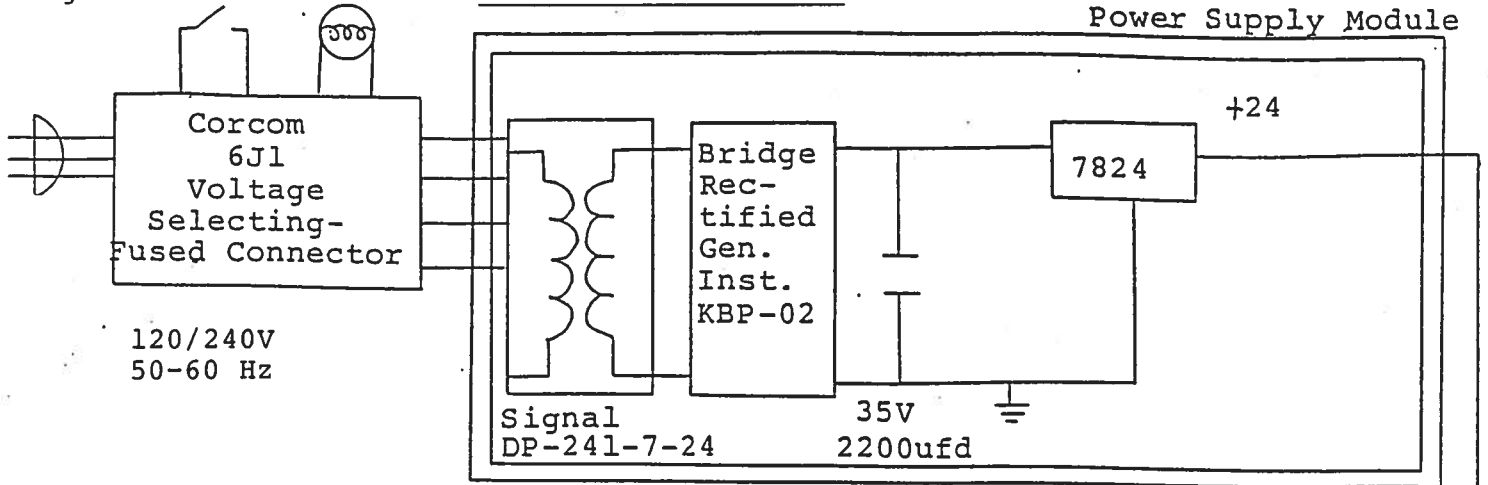 Power Supply Module
Corcom
6J1
Voltage
Selecting-
Fused Connector
120/240V
50-60 Hz
Signal
DP-241-7-24
Bridge
Rec-
tified
Gen.
Inst.
KBP-02
35V
2200ufd
7824
+24